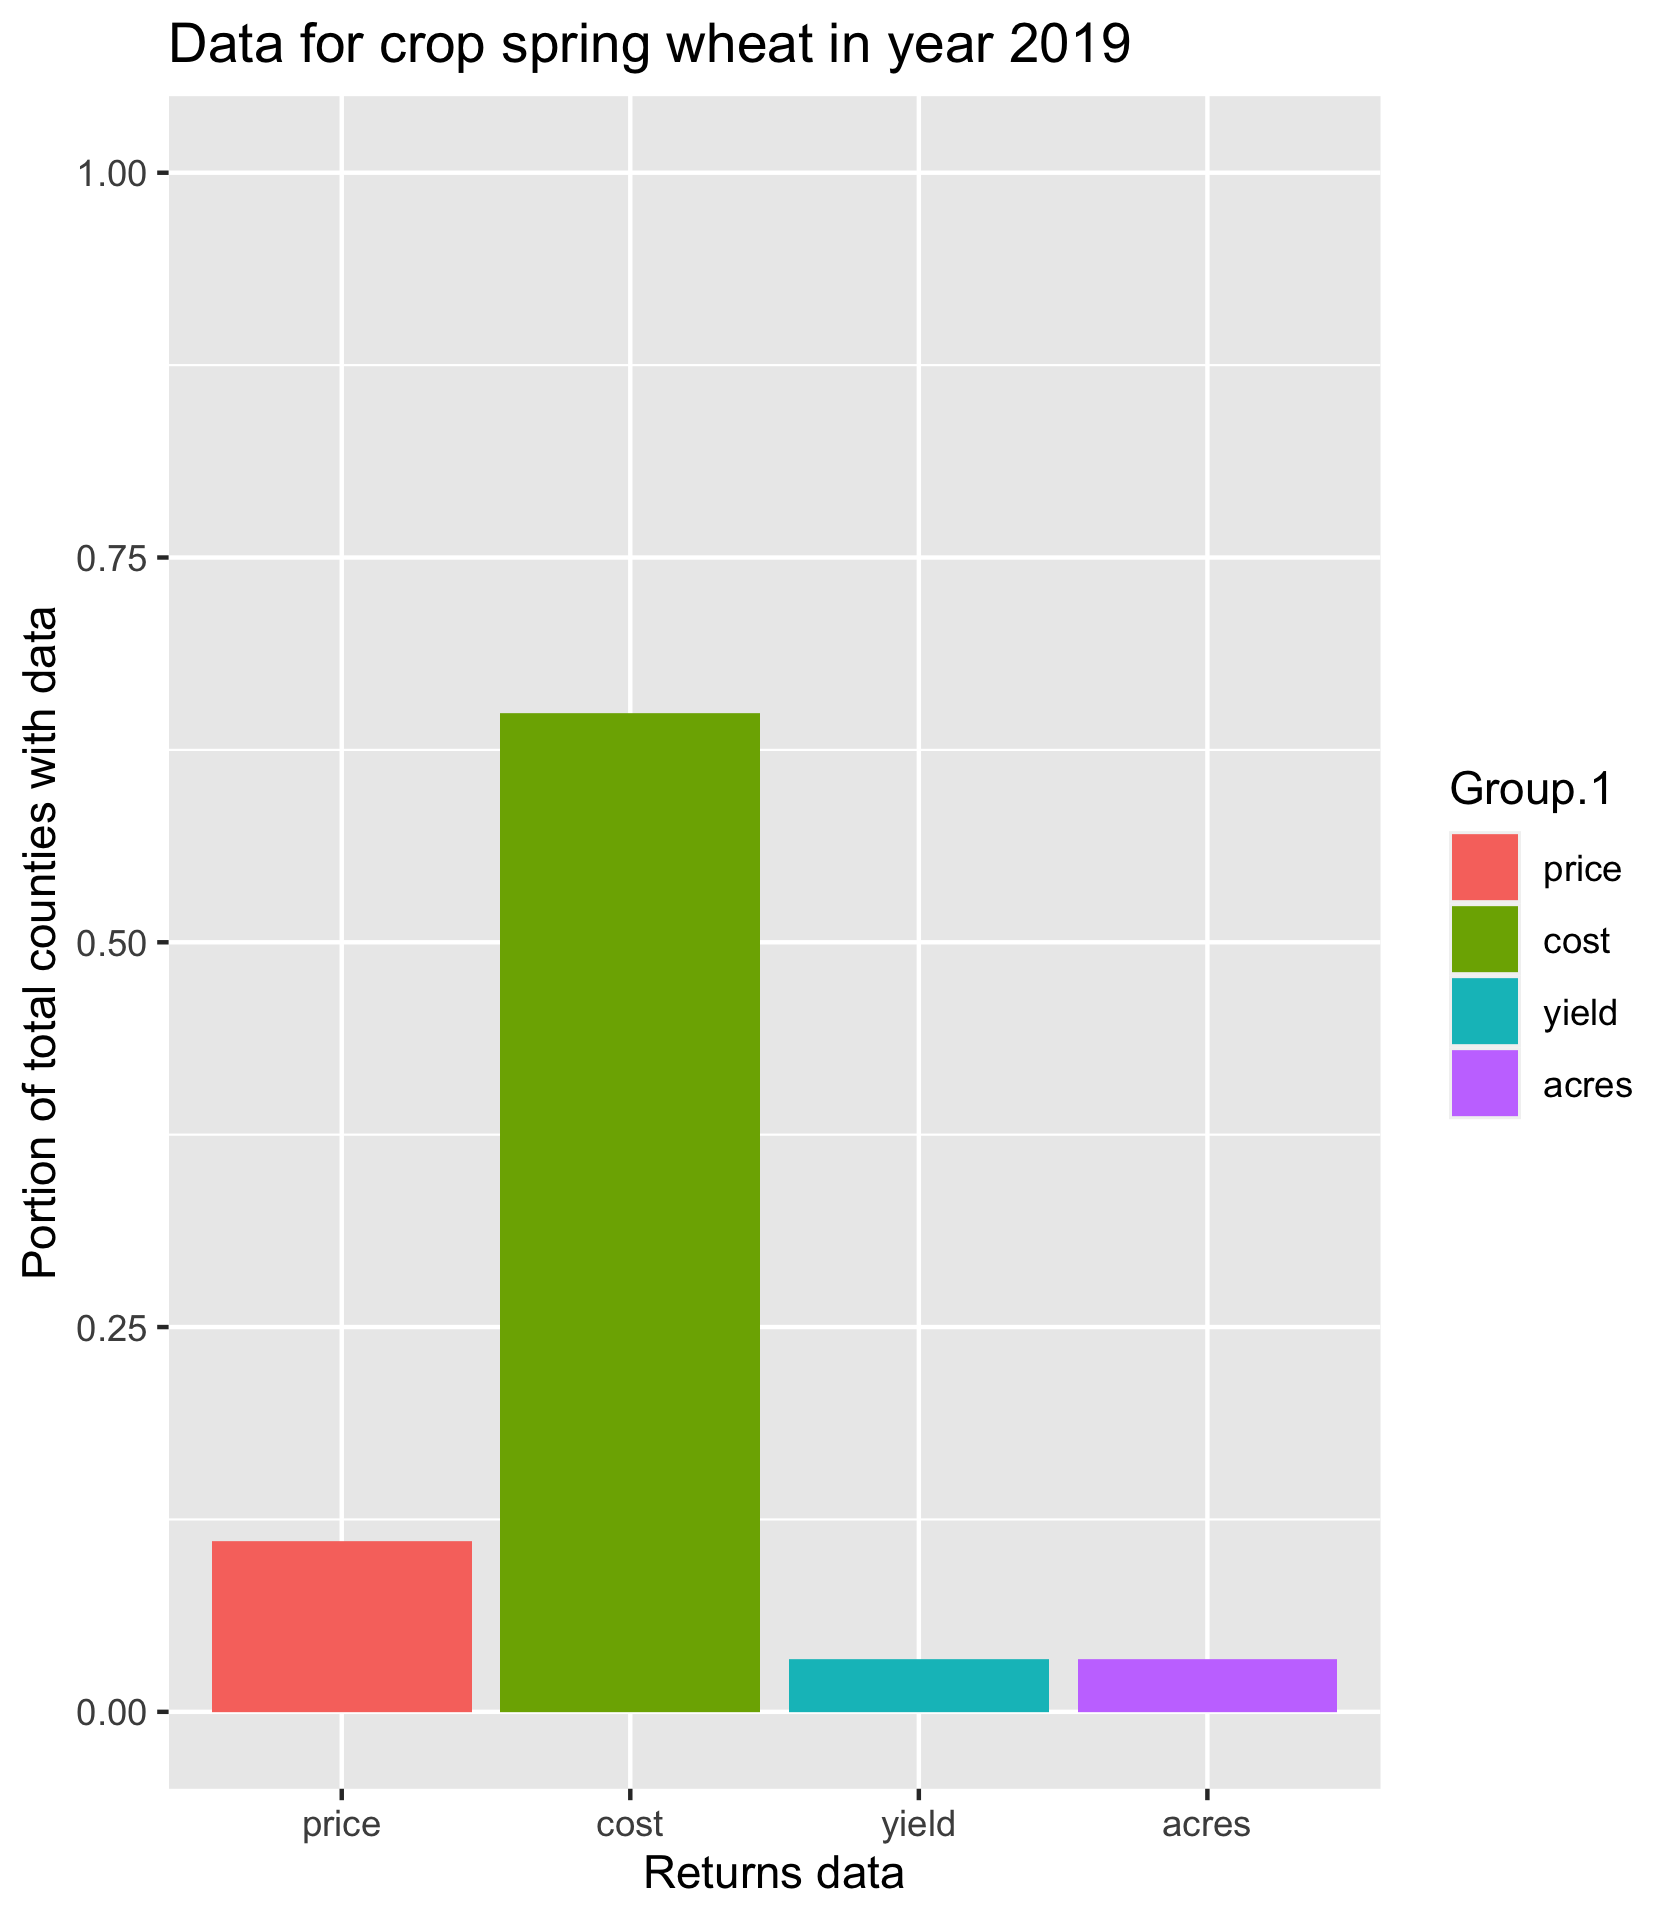 Data for crop spring wheat in year 2019
Portion of total counties with data
1.00
0.75
0.50
0.25
0.00
price
cost
yield
acres
Returns data
Group.1
price
cost
yield
acres